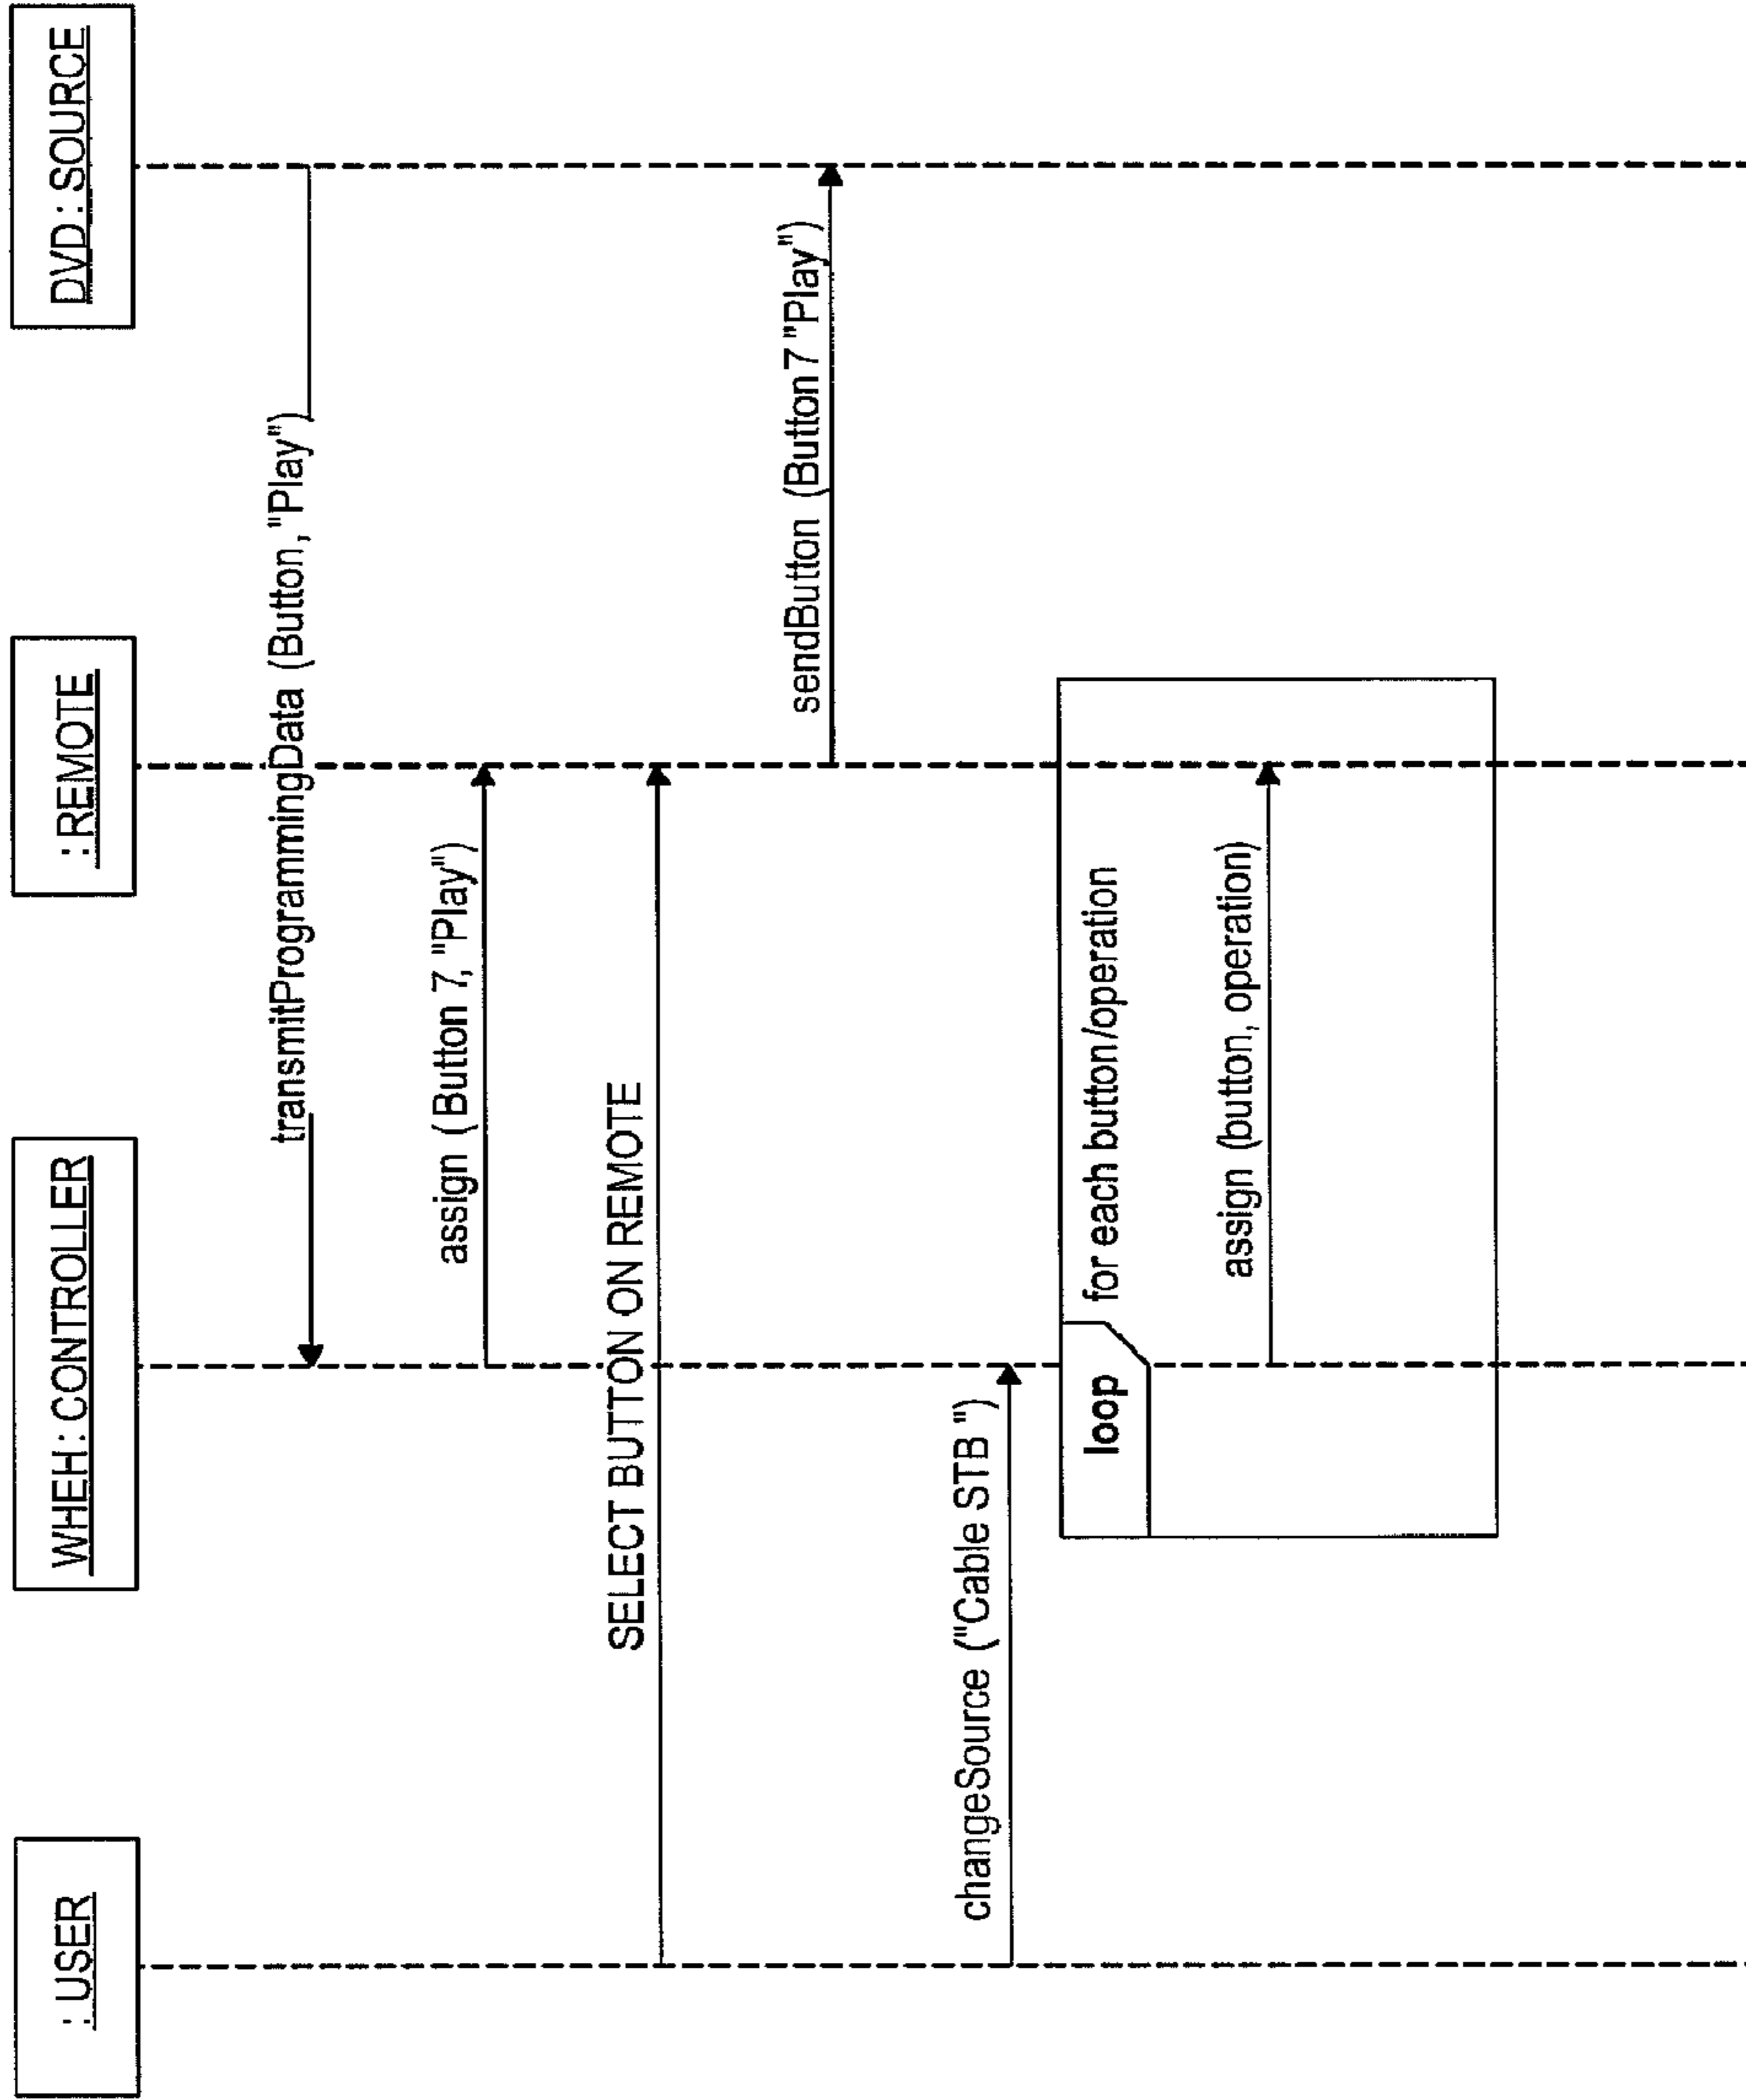 : USER
WHEH : CONTROLLER
: REMOTE
DVD : SOURCE
transmitProgrammingData (Button, "Play")
assign (Button 7, "Play")
SELECT BUTTON ON REMOTE
sendButton (Button 7 "Play")
changeSource ("Cable STB ")
loop
for each button/operation
assign (button, operation)